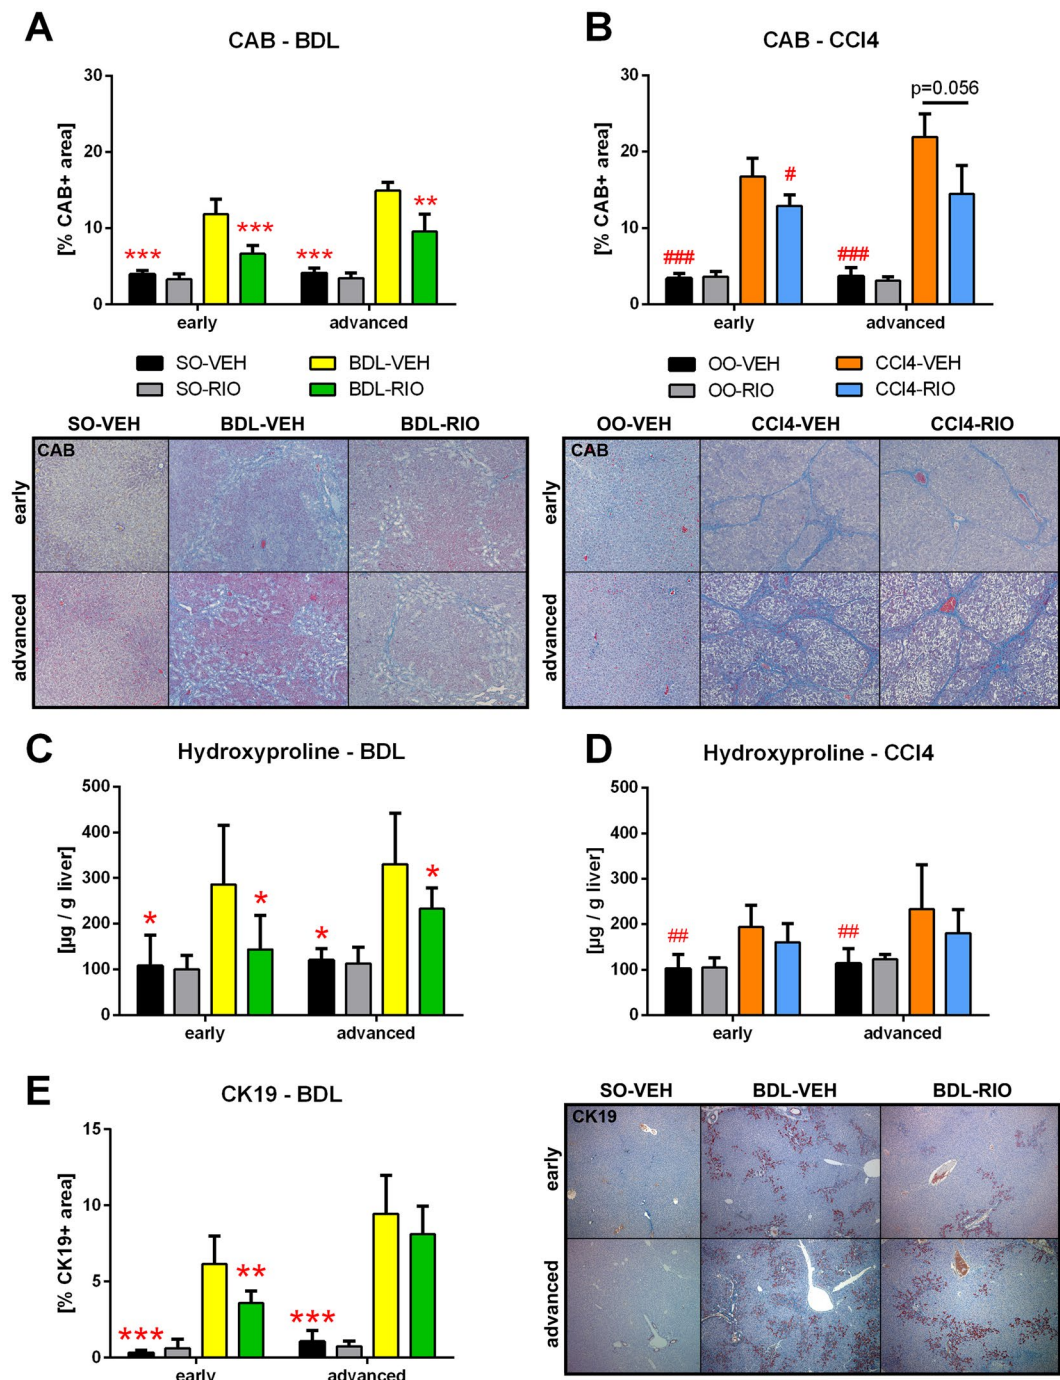 A
CAB - BDL
[% CAB+ area]
30
20
10
0
***
***
***
**
early
advanced
SO-VEH
BDL-VEH
SO-RIO
BDL-RIO
B
CAB - CCl4
[% CAB+ area]
30
20
10
0
###
#
###
p=0.056
early
advanced
OO-VEH
CCl4-VEH
OO-RIO
CCl4-RIO
SO-VEH
BDL-VEH
BDL-RIO
CAB
early
advanced
OO-VEH
CCl4-VEH
CCl4-RIO
CAB
early
advanced
C
Hydroxyproline - BDL
[µg / g liver]
500
400
300
200
100
0
*
*
*
*
early
advanced
D
Hydroxyproline - CCl4
[µg / g liver]
500
400
300
200
100
0
##
##
early
advanced
E
CK19 - BDL
[% CK19+ area]
15
10
5
0
***
**
***
early
advanced
SO-VEH
BDL-VEH
BDL-RIO
CK19
early
advanced